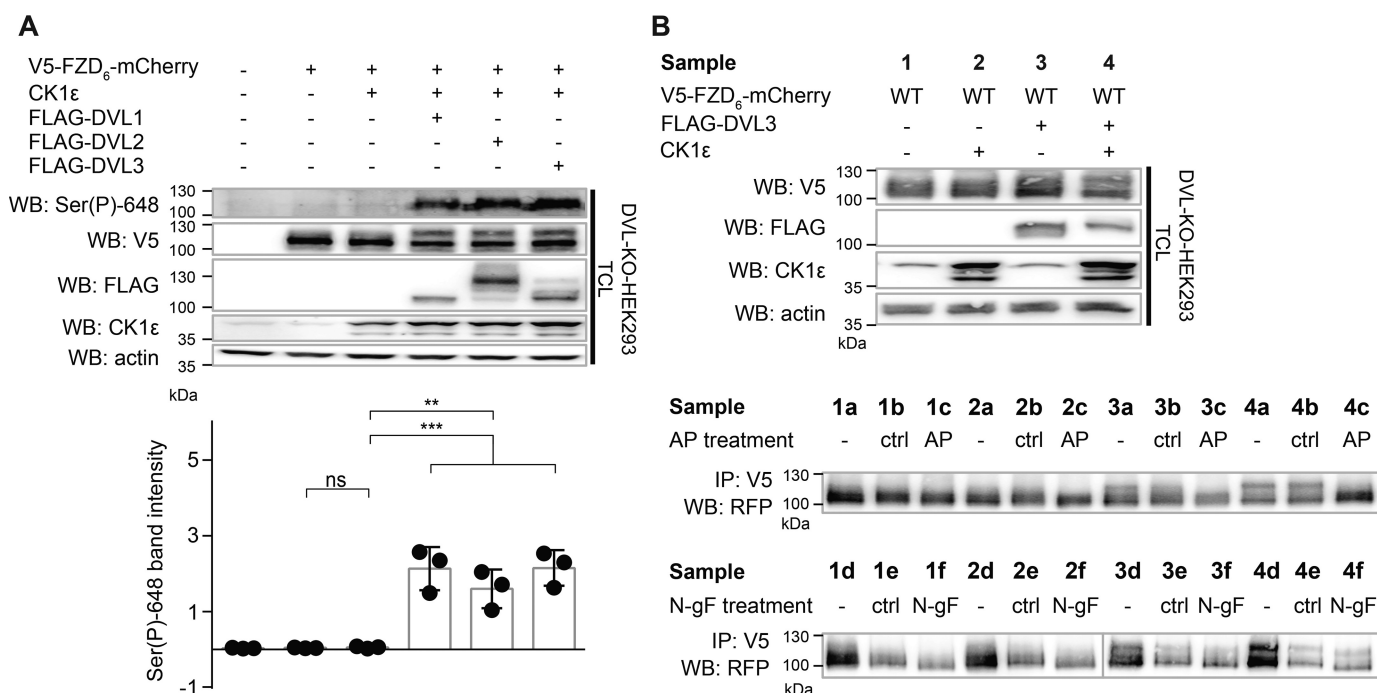 A
V5-FZD6-mCherry - + + + + +
CK1ε - - + + + +
FLAG-DVL1 - - - + - -
FLAG-DVL2 - - - - + -
FLAG-DVL3 - - - - - +
WB: Ser(P)-648 130 100
WB: V5 130 100
WB: FLAG 130 100
WB: CK1ε 35
WB: actin 35
kDa
TCL
DVL-KO-HEK293
** 
***
ns
Ser(P)-648 band intensity
5
3
1
-1
B
Sample 1 2 3 4
V5-FZD6-mCherry WT WT WT WT
FLAG-DVL3 - - + +
CK1ε - + - +
WB: V5 130 100
WB: FLAG 100
WB: CK1ε 35
WB: actin 35
kDa
TCL
DVL-KO-HEK293
Sample 1a 1b 1c 2a 2b 2c 3a 3b 3c 4a 4b 4c
AP treatment - ctrl AP - ctrl AP - ctrl AP - ctrl AP
IP: V5 130
WB: RFP 100
kDa
Sample 1d 1e 1f 2d 2e 2f 3d 3e 3f 4d 4e 4f
N-gF treatment - ctrl N-gF - ctrl N-gF - ctrl N-gF - ctrl N-gF
IP: V5 130
WB: RFP 100
kDa